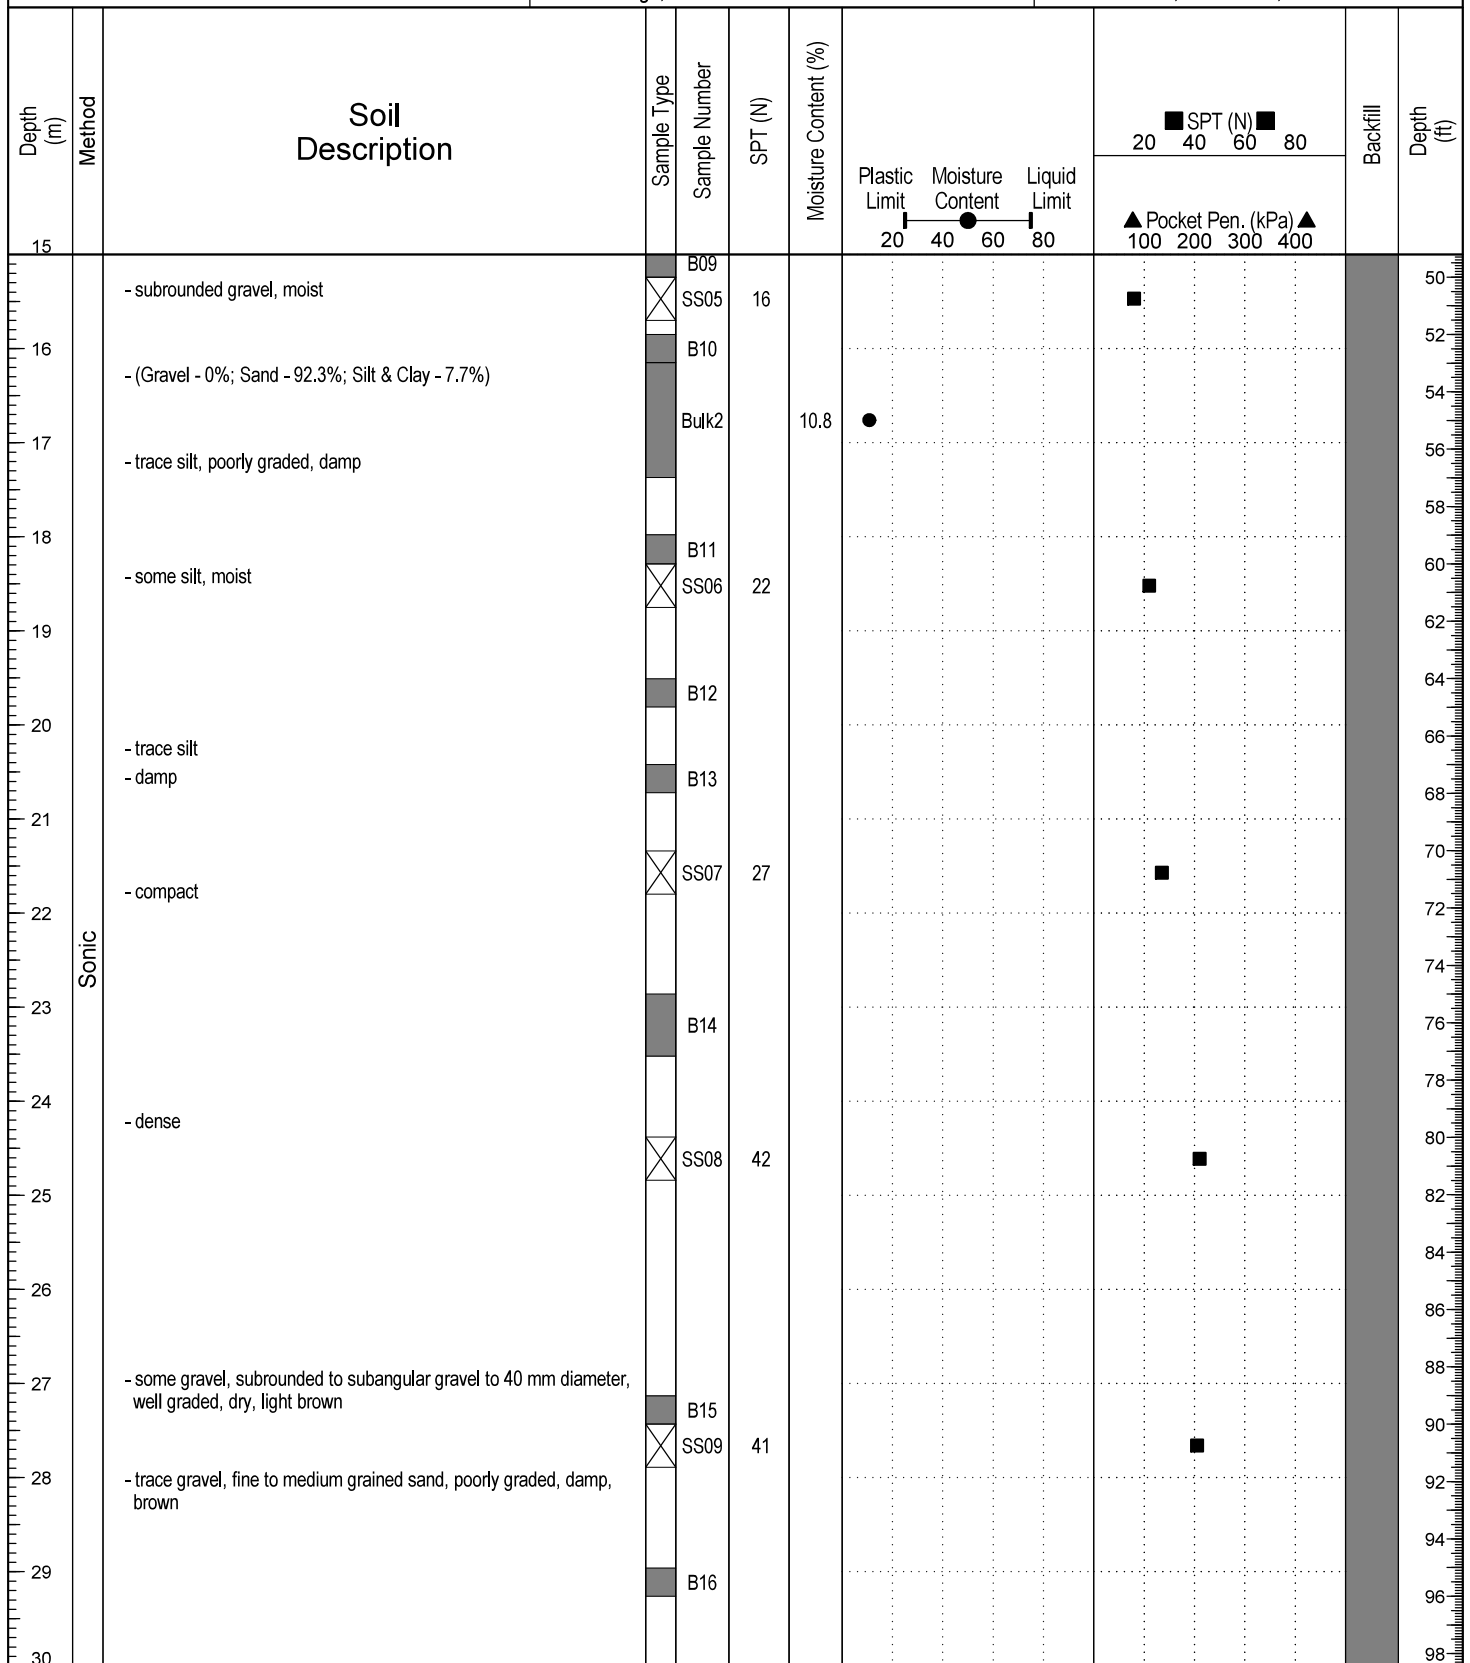 Depth
(m)
Method
Soil
Description
Sample Type
Sample Number
SPT (N)
Moisture Content (%)
Plastic
Limit
Moisture
Content
Liquid
Limit
20 40 60 80
■ SPT (N) ■
20 40 60 80
▲ Pocket Pen. (kPa) ▲
100 200 300 400
Backfill
Depth
(ft)
15
B09
50
- subrounded gravel, moist
SS05 16
52
16
B10
- (Gravel - 0%; Sand - 92.3%; Silt & Clay - 7.7%)
54
Bulk2 10.8
17
56
- trace silt, poorly graded, damp
58
18
B11
60
- some silt, moist
SS06 22
62
19
64
B12
20
66
- trace silt
- damp
B13
68
21
70
SS07 27
- compact
72
22
Sonic
74
23
76
B14
78
24
- dense
80
SS08 42
25
82
84
26
86
88
27
- some gravel, subrounded to subangular gravel to 40 mm diameter,
well graded, dry, light brown
B15
90
SS09 41
28
92
- trace gravel, fine to medium grained sand, poorly graded, damp,
brown
94
29
B16
96
98
30